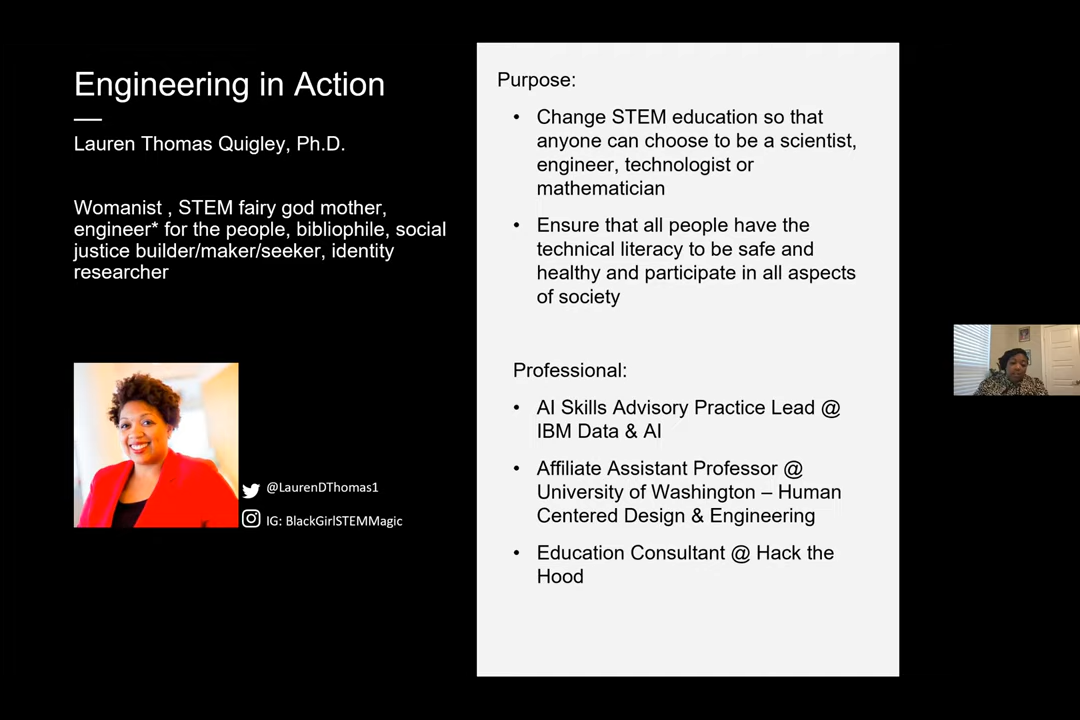 Engineering in Action
Lauren Thomas Quigley, Ph.D.
Womanist , STEM fairy god mother,
engineer* for the people, bibliophile, social
justice builder/maker/seeker, identity
researcher
@LaurenDThomas1
IG: BlackGirlSTEMMagic
Purpose:
• Change STEM education so that
anyone can choose to be a scientist,
engineer, technologist or
mathematician
• Ensure that all people have the
technical literacy to be safe and
healthy and participate in all aspects
of society
Professional:
• AI Skills Advisory Practice Lead @
IBM Data & AI
• Affiliate Assistant Professor @
University of Washington – Human
Centered Design & Engineering
• Education Consultant @ Hack the
Hood